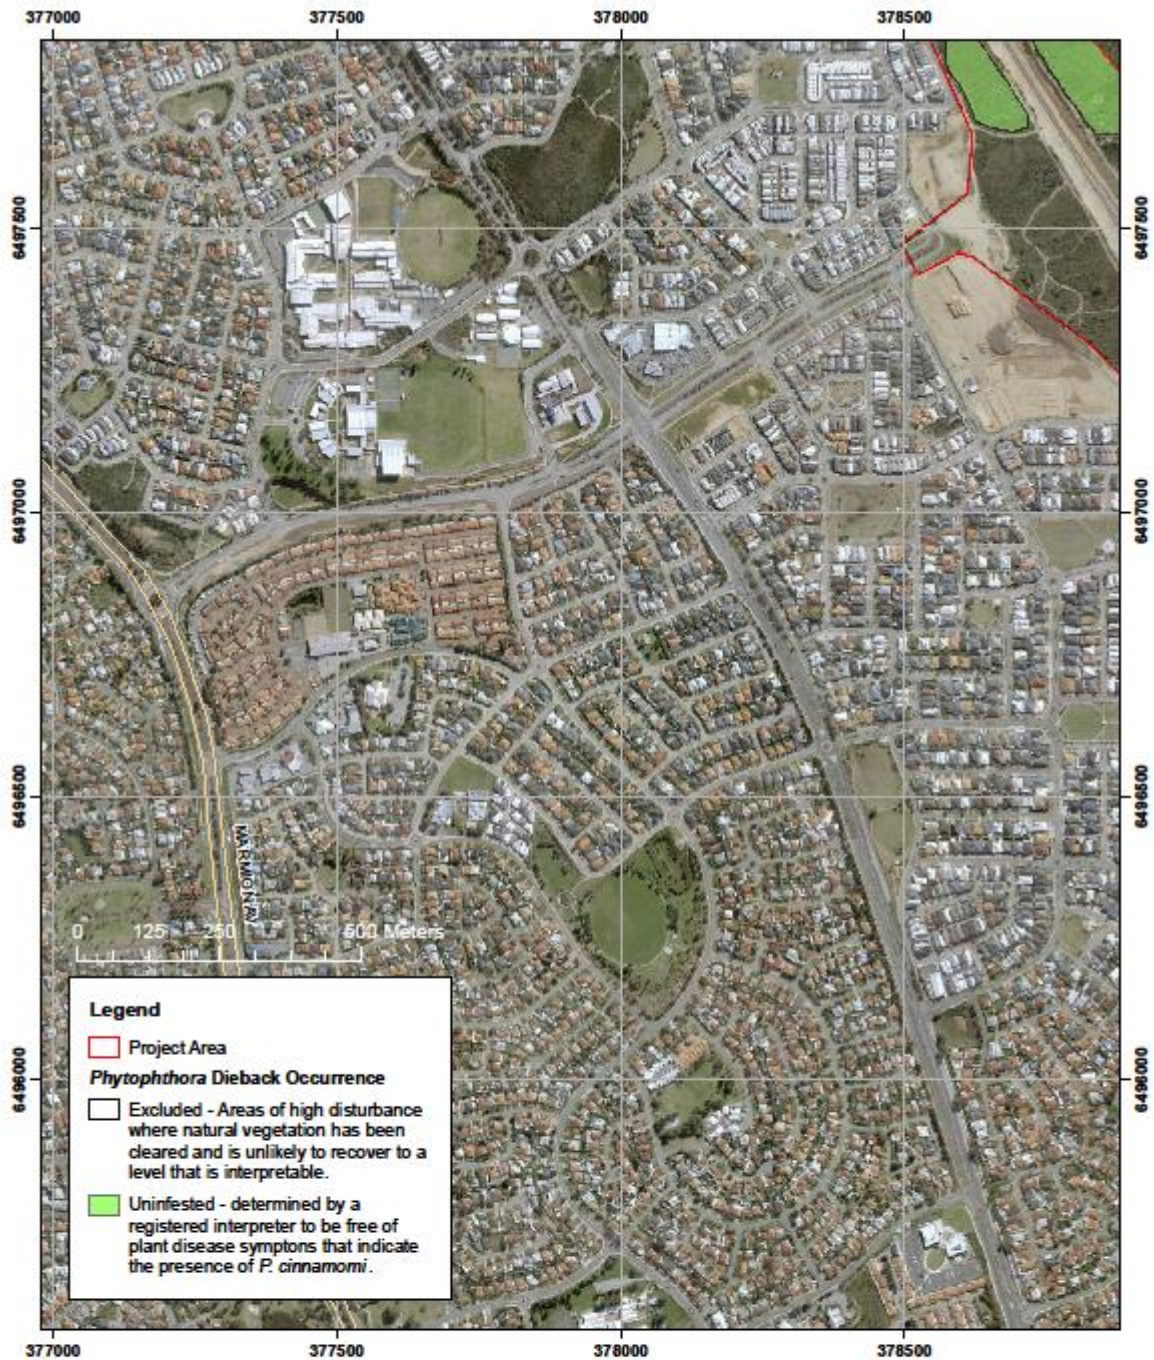 377000 377500 378000 378500
6497500 6497500
6497000 6497000
6496500 6496500
MARMION AV
0 125 250 500 Meters
Legend
Project Area
Phytophthora Dieback Occurrence
Excluded - Areas of high disturbance
where natural vegetation has been
cleared and is unlikely to recover to a
level that is interpretable.
Uninfested - determined by a
registered interpreter to be free of
plant disease symptons that indicate
the presence of P. cinnamomi.
6496000 6496000
377000 377500 378000 378500